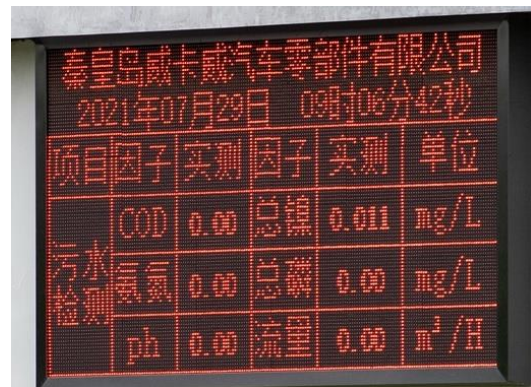 秦皇岛威卡威汽车零部件有限公司
2021年07月29日 09时06分42秒
项目 因子 实测 因子 实测 单位
污水检测 COD 0.00 总镍 0.011 mg/L
氨氮 0.00 总磷 0.00 mg/L
ph 0.00 流量 0.00 m³/H